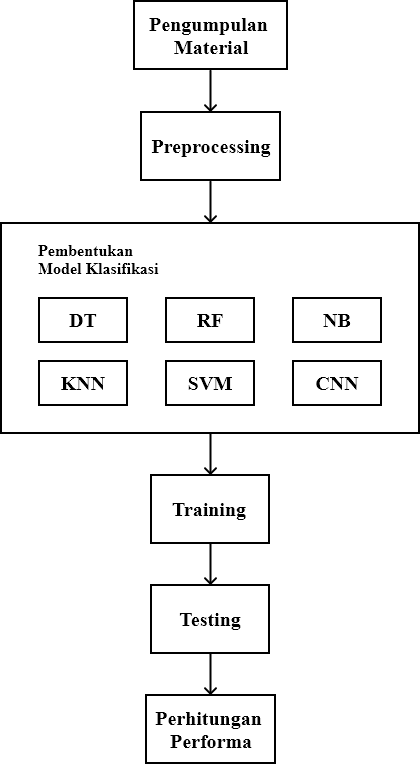 Pengumpulan
Material
Preprocessing
Pembentukan
Model Klasifikasi
DT
RF
NB
KNN
SVM
CNN
Training
Testing
Perhitungan
Performa